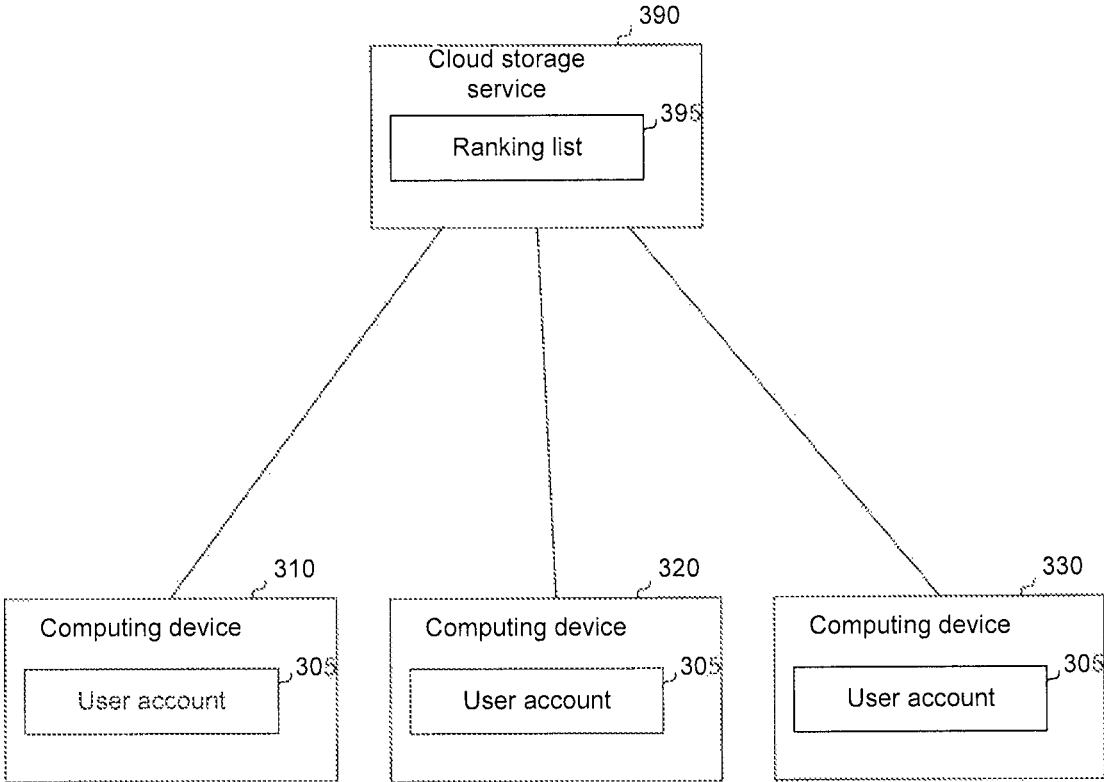 390
Cloud storage
service
395
Ranking list
310
320
330
Computing device
Computing device
Computing device
305
305
305
User account
User account
User account